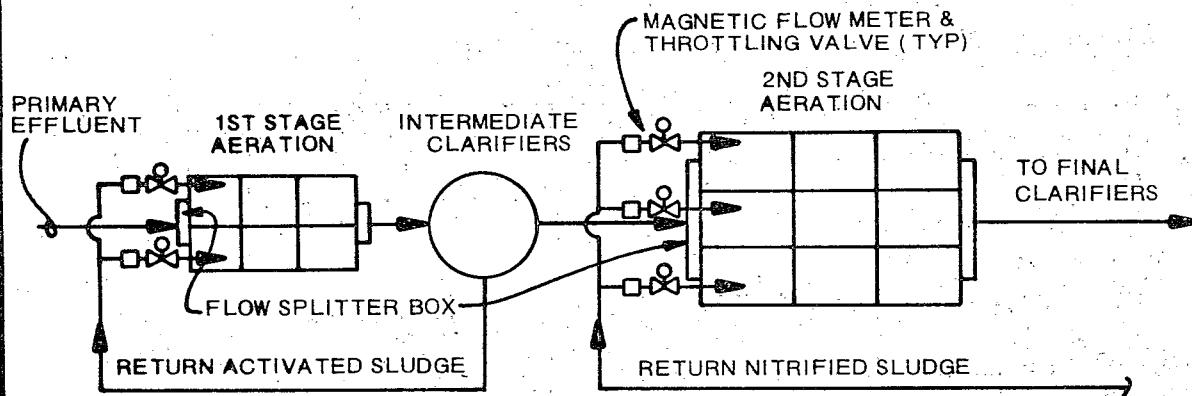 MAGNETIC FLOW METER &
THROTTLING VALVE (TYP)
2ND STAGE
AERATION
PRIMARY
EFFLUENT
1ST STAGE
AERATION
INTERMEDIATE
CLARIFIERS
TO FINAL
CLARIFIERS
FLOW SPLITTER BOX
RETURN ACTIVATED SLUDGE
RETURN NITRIFIED SLUDGE